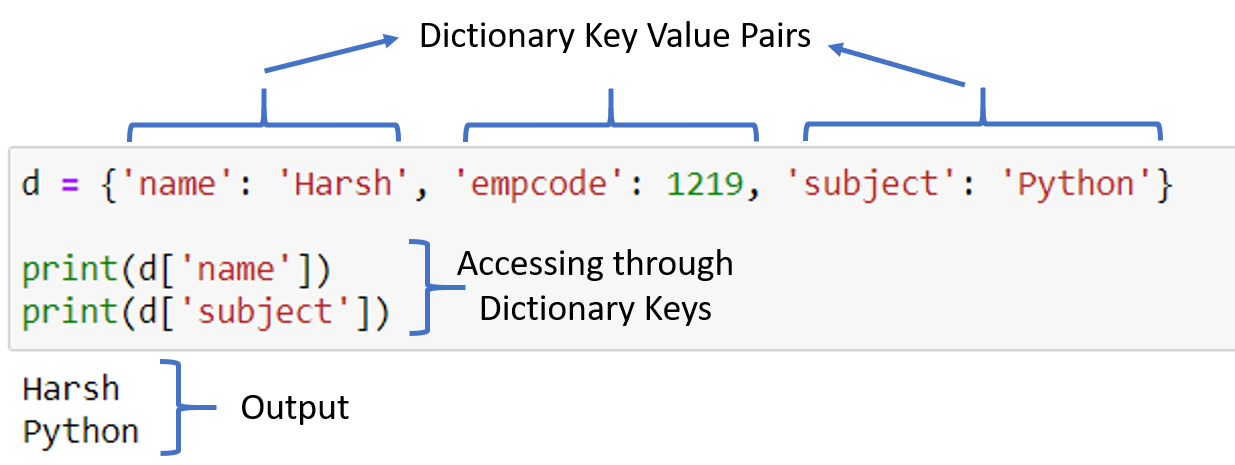 Dictionary Key Value Pairs
d = {'name': 'Harsh', 'empcode': 1219, 'subject': 'Python'}
print(d['name'])
print(d['subject'])
Accessing through
Dictionary Keys
Harsh
Python
Output